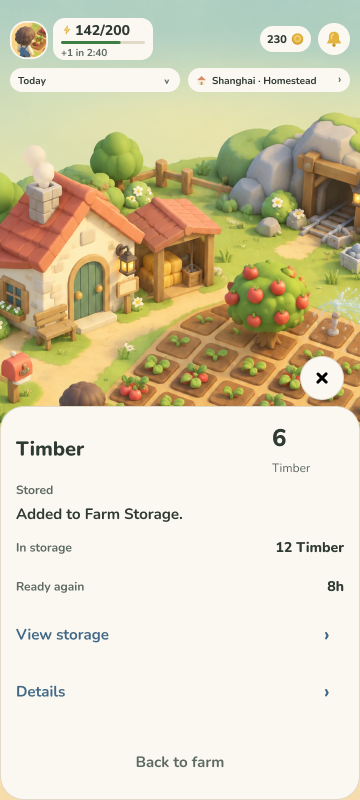 142/200
+1 in 2:40
230
Today
Shanghai · Homestead
Timber
6
Timber
Stored
Added to Farm Storage.
In storage
12 Timber
Ready again
8h
View storage
Details
Back to farm